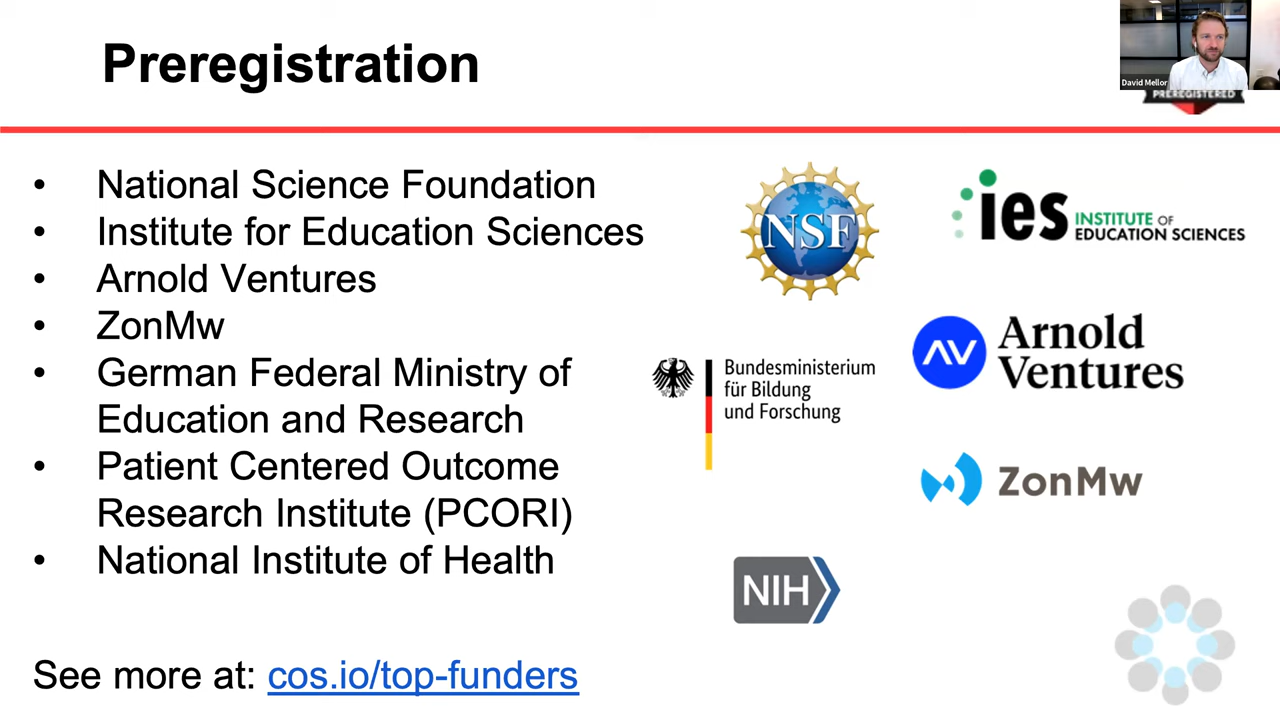 Preregistration
David Mellor
PREREGISTERED
• National Science Foundation
• Institute for Education Sciences
• Arnold Ventures
• ZonMw
• German Federal Ministry of
Education and Research
• Patient Centered Outcome
Research Institute (PCORI)
• National Institute of Health
See more at: cos.io/top-funders
NSF
ies INSTITUTE OF
EDUCATION SCIENCES
AV Arnold
Ventures
Bundesministerium
für Bildung
und Forschung
ZonMw
NIH